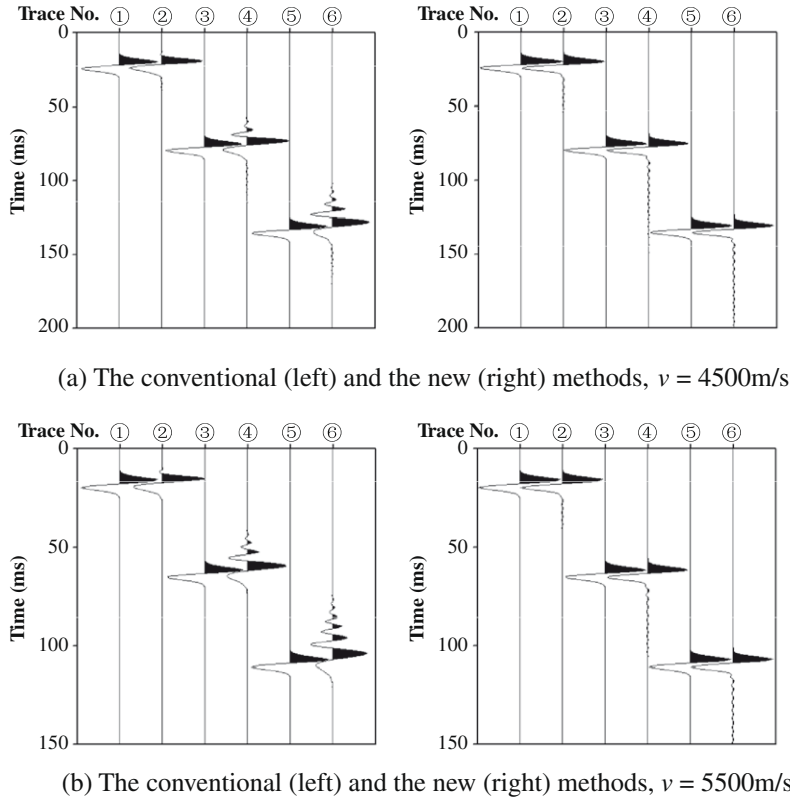 Trace No. ① ② ③ ④ ⑤ ⑥ Trace No. ① ② ③ ④ ⑤ ⑥
0 0
50 50
100 100
150 150
200 200
Time (ms) Time (ms)
(a) The conventional (left) and the new (right) methods, v = 4500m/s
Trace No. ① ② ③ ④ ⑤ ⑥ Trace No. ① ② ③ ④ ⑤ ⑥
0 0
50 50
100 100
150 150
Time (ms) Time (ms)
(b) The conventional (left) and the new (right) methods, v = 5500m/s